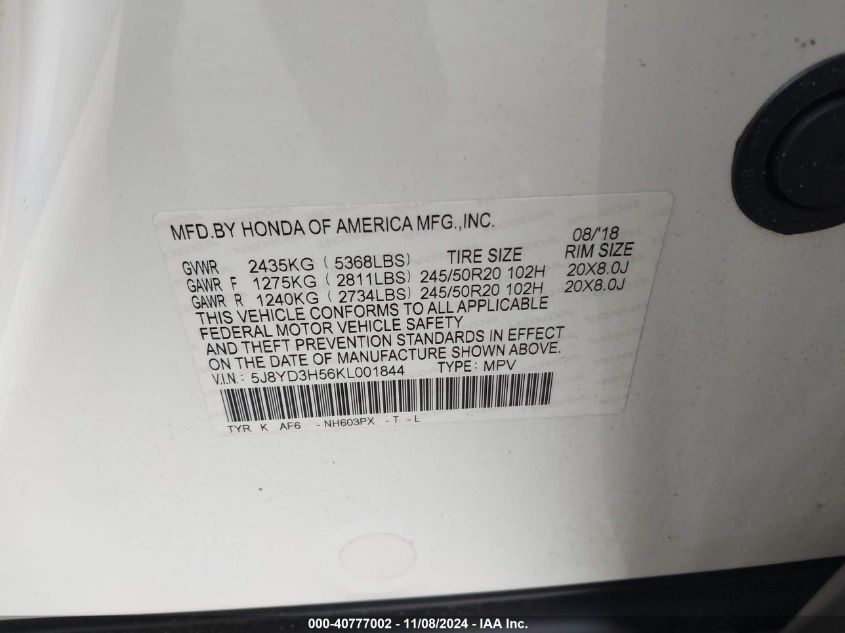 MFD.BY HONDA OF AMERICA MFG.,INC.
08/'18
GVWR 2435KG ( 5368LBS) TIRE SIZE RIM SIZE
GAWR F 1275KG ( 2811LBS) 245/50R20 102H 20X8.0J
GAWR R 1240KG ( 2734LBS) 245/50R20 102H 20X8.0J
THIS VEHICLE CONFORMS TO ALL APPLICABLE
FEDERAL MOTOR VEHICLE SAFETY
AND THEFT PREVENTION STANDARDS IN EFFECT
ON THE DATE OF MANUFACTURE SHOWN ABOVE.
V.I.N.: 5J8YD3H56KL001844 TYPE: MPV
TYR K AF6 - NH603PX - T - L
000-40777002 - 11/08/2024 - IAA Inc.